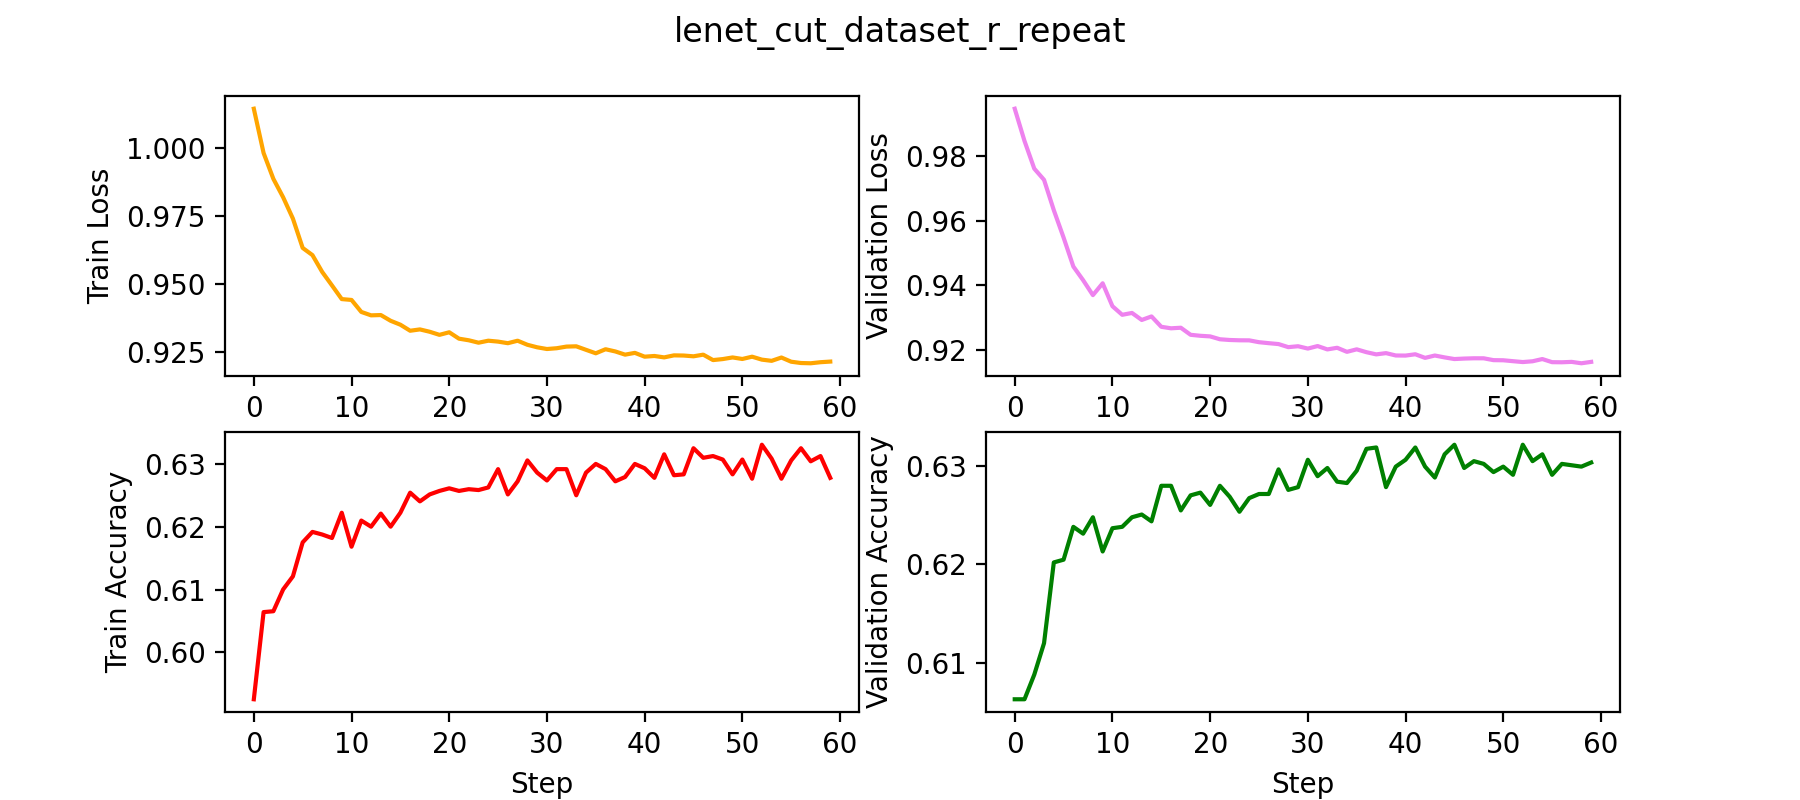 lenet_cut_dataset_r_repeat
Train Loss
1.000
0.975
0.950
0.925
0 10 20 30 40 50 60
Validation Loss
0.98
0.96
0.94
0.92
0 10 20 30 40 50 60
Train Accuracy
0.63
0.62
0.61
0.60
0 10 20 30 40 50 60
Step
Validation Accuracy
0.63
0.62
0.61
0 10 20 30 40 50 60
Step